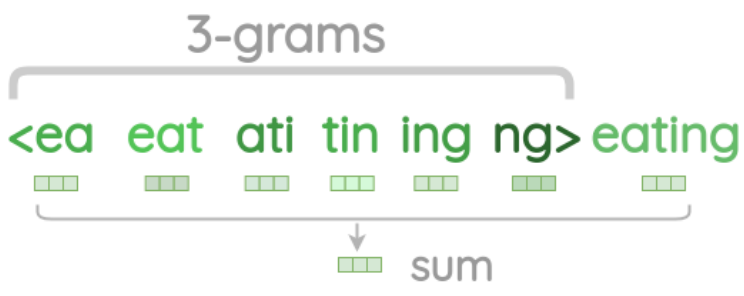 3-grams
<ea eat ati tin ing ng> eating
sum